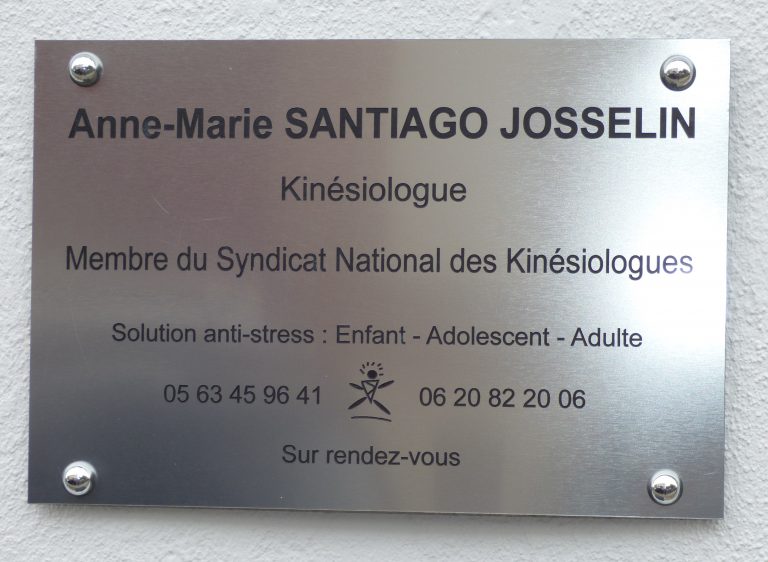 Anne-Marie SANTIAGO JOSSELIN
Kinésiologue
Membre du Syndicat National des Kinésiologues
Solution anti-stress : Enfant - Adolescent - Adulte
05 63 45 96 41 06 20 82 20 06
Sur rendez-vous